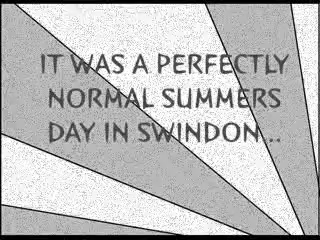 IT WAS A PERFECTLY
NORMAL SUMMERS
DAY IN SWINDON ..